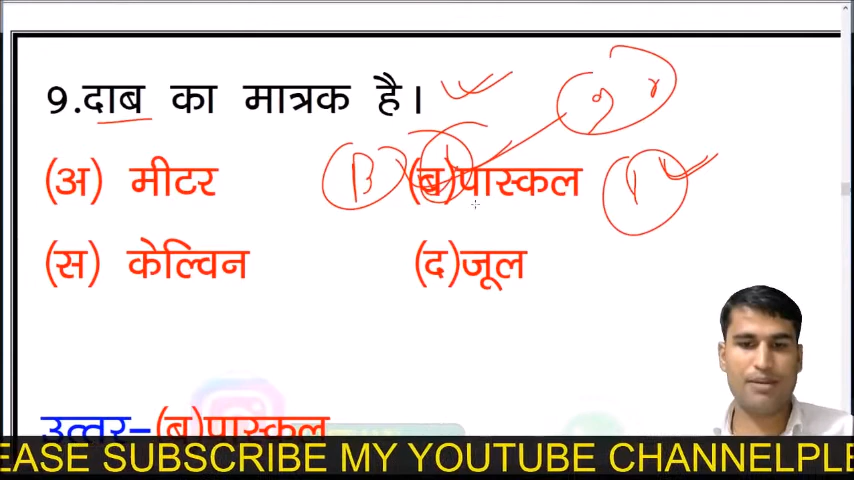 9.दाब का मात्रक है।
(अ) मीटर (ब)पास्कल
(स) केल्विन (द)जूल
B
उत्तर-(ब)पास्कल
EASE SUBSCRIBE MY YOUTUBE CHANNELPLE